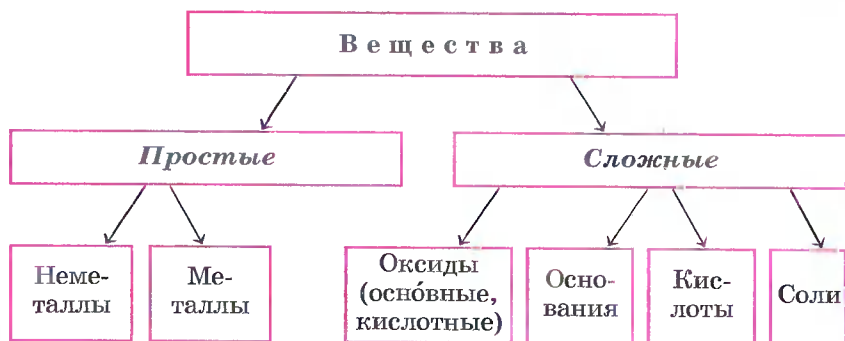 Вещества
Простые
Сложные
Неме-
таллы
Ме-
таллы
Оксиды
(осно́вные,
кислотные)
Осно-
вания
Кис-
лоты
Соли